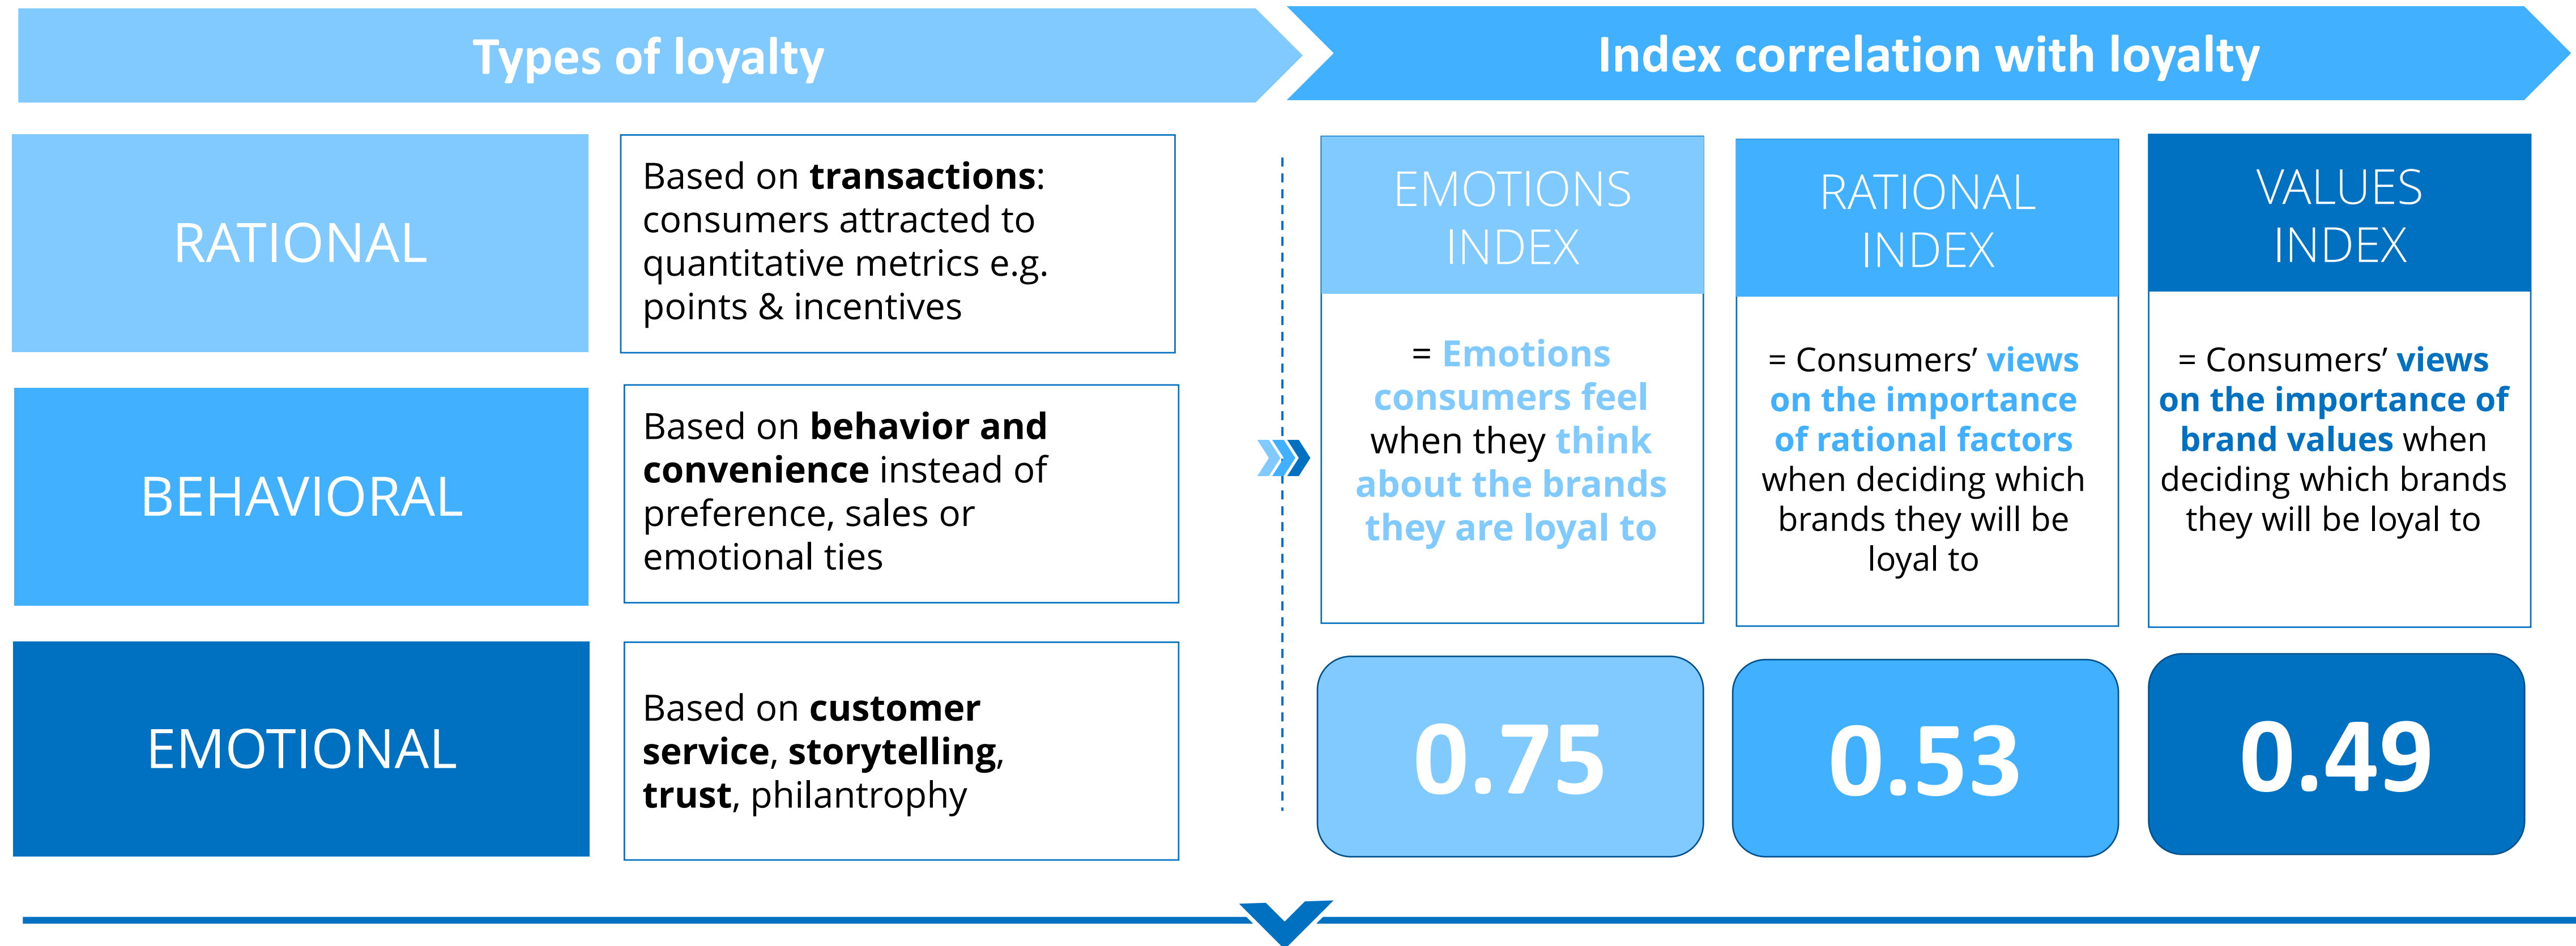 Types of loyalty
Index correlation with loyalty
RATIONAL
Based on transactions:
consumers attracted to
quantitative metrics e.g.
points & incentives
BEHAVIORAL
Based on behavior and
convenience instead of
preference, sales or
emotional ties
EMOTIONAL
Based on customer
service, storytelling,
trust, philantrophy
EMOTIONS
INDEX
= Emotions
consumers feel
when they think
about the brands
they are loyal to
0.75
RATIONAL
INDEX
= Consumers’ views
on the importance
of rational factors
when deciding which
brands they will be
loyal to
0.53
VALUES
INDEX
= Consumers’ views
on the importance of
brand values when
deciding which brands
they will be loyal to
0.49